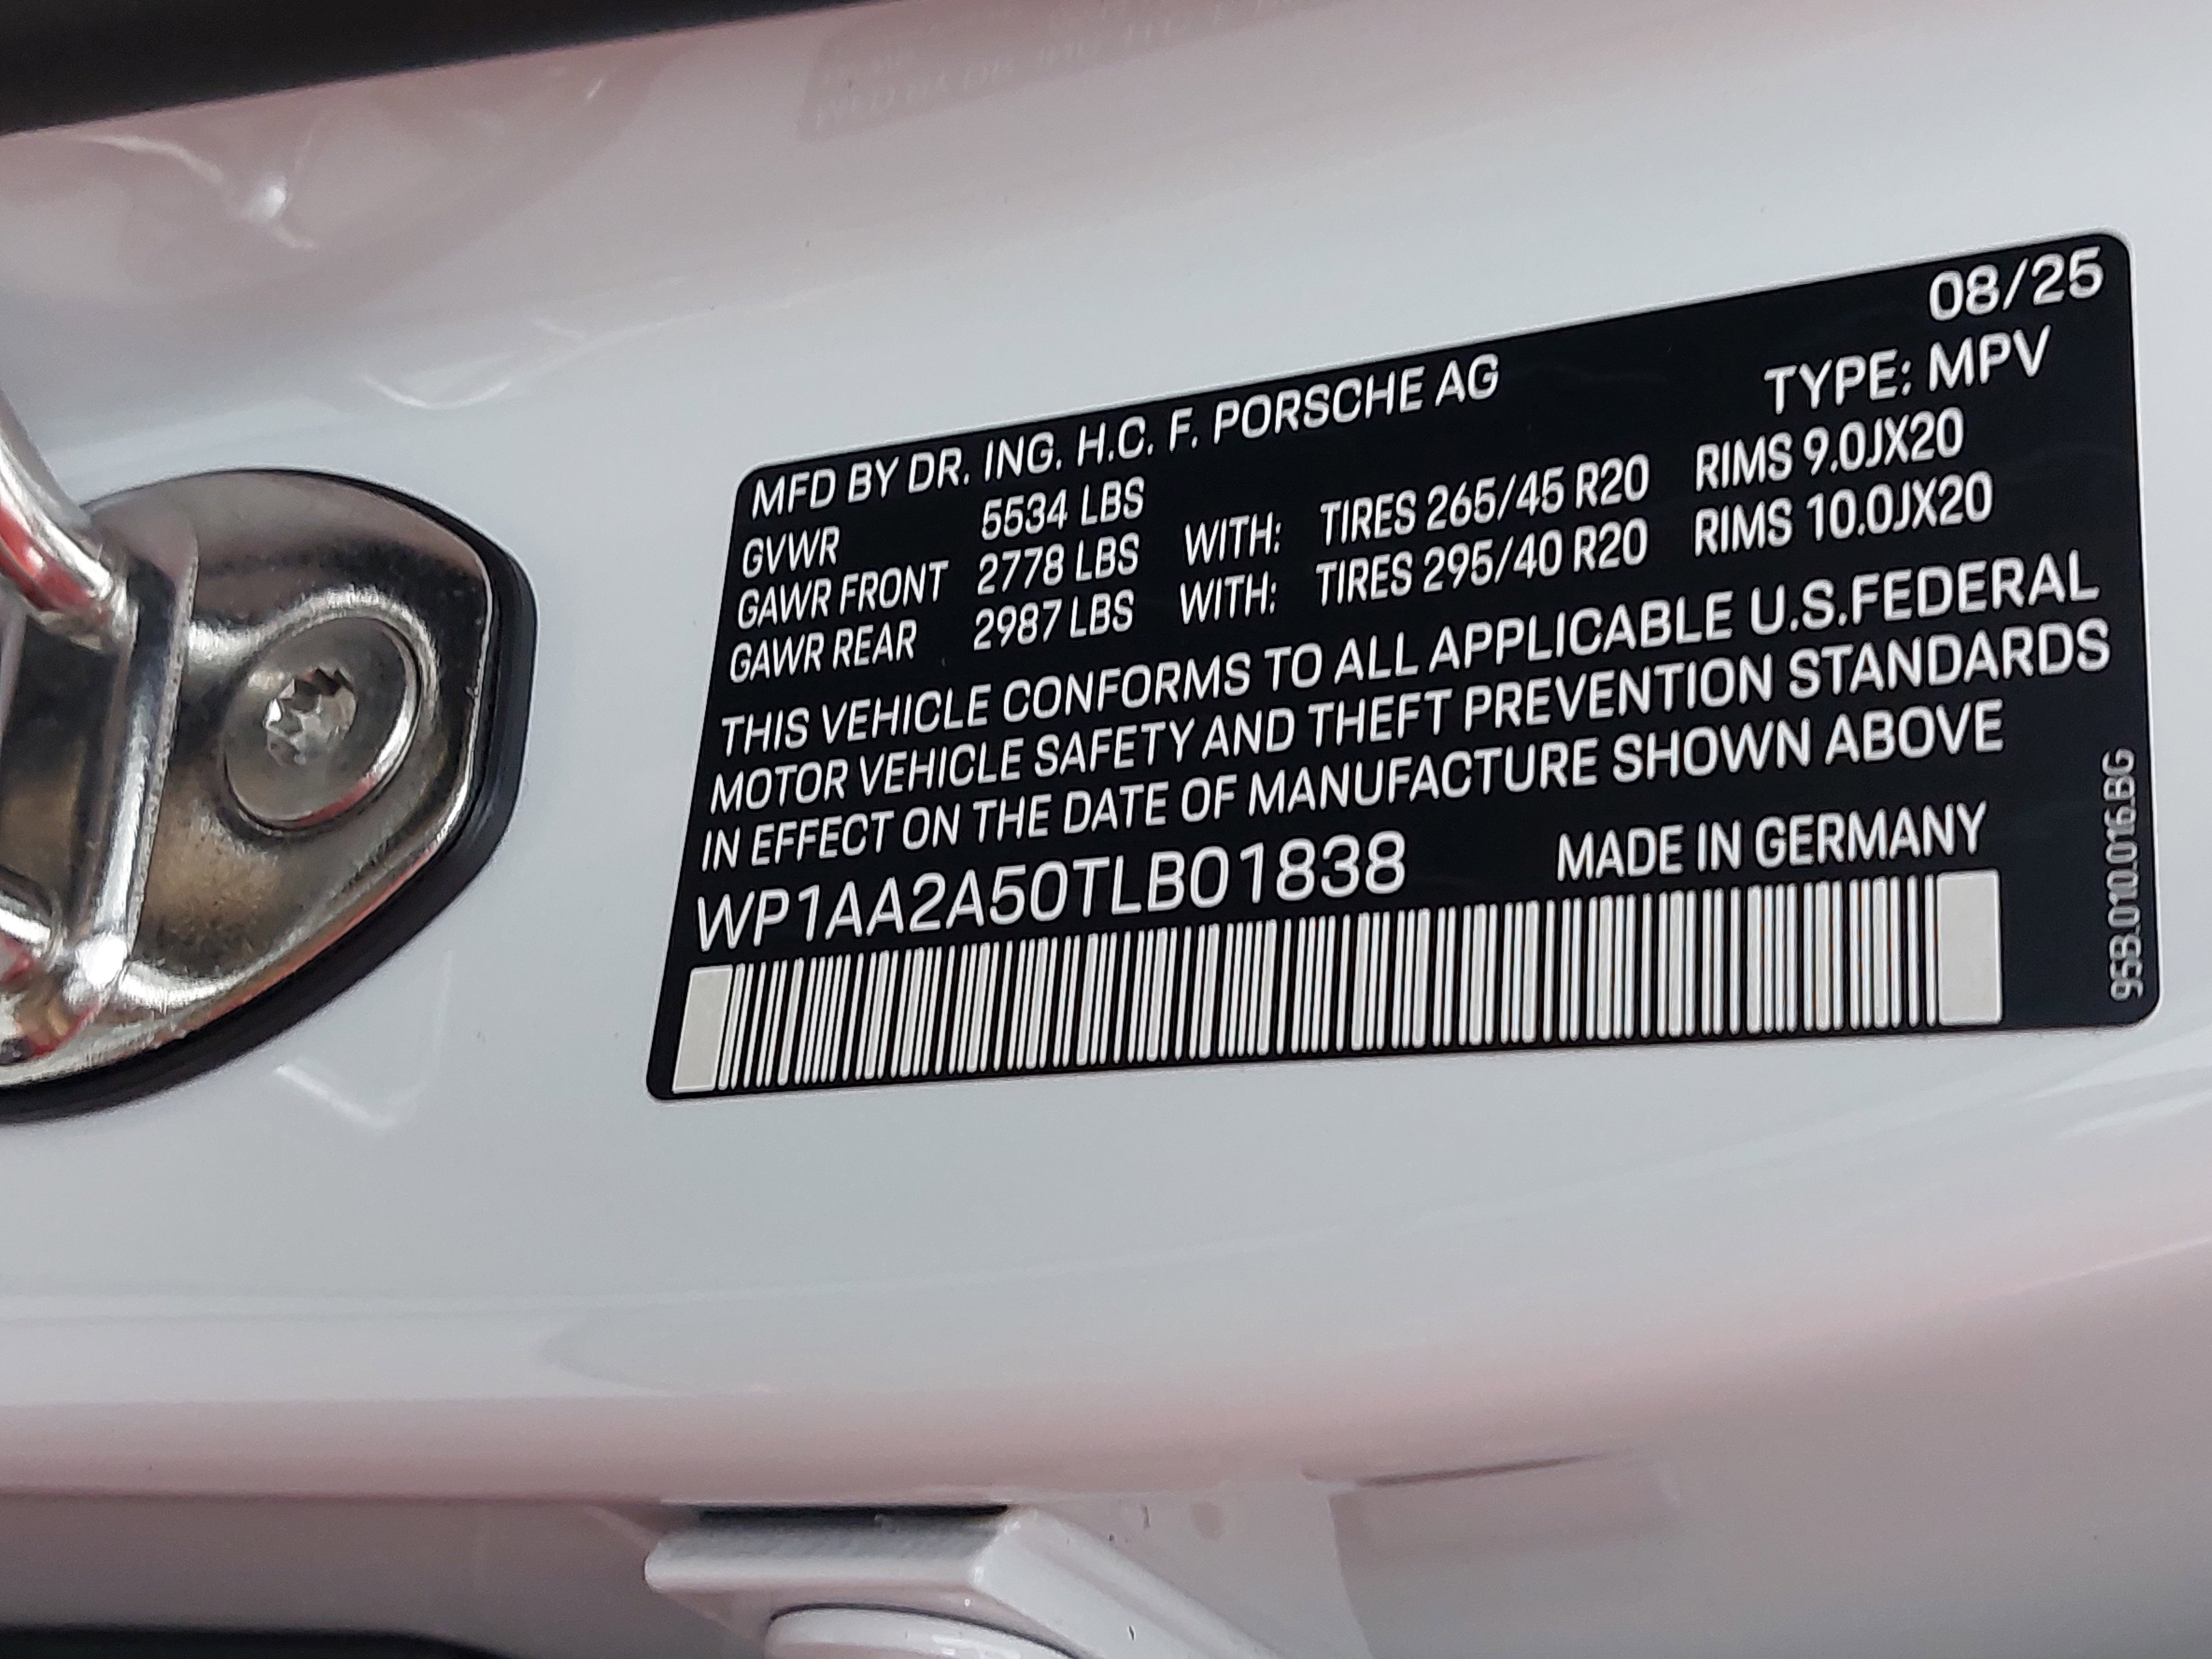 08/25
MFD BY DR. ING. H.C. F. PORSCHE AG TYPE: MPV
GVWR 5534 LBS
GAWR FRONT 2778 LBS WITH: TIRES 265/45 R20 RIMS 9.0JX20
GAWR REAR 2987 LBS WITH: TIRES 295/40 R20 RIMS 10.0JX20
THIS VEHICLE CONFORMS TO ALL APPLICABLE U.S.FEDERAL
MOTOR VEHICLE SAFETY AND THEFT PREVENTION STANDARDS
IN EFFECT ON THE DATE OF MANUFACTURE SHOWN ABOVE
WP1AA2A50TLB01838 MADE IN GERMANY
95B.010.016.BG